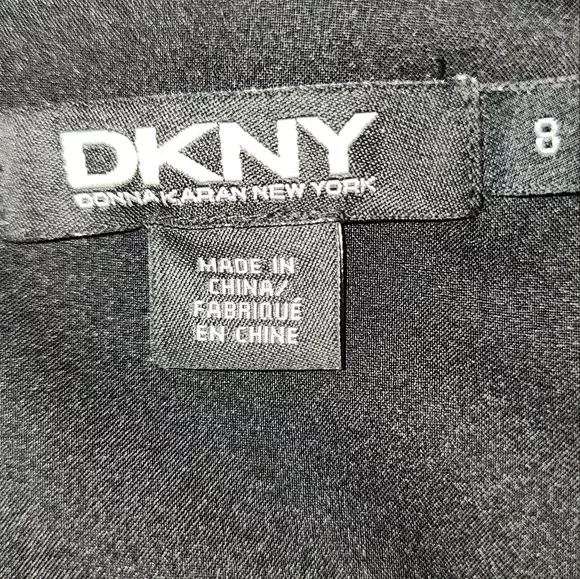 DKNY
DONNA KARAN NEW YORK
8
MADE IN
CHINA/
FABRIQUÉ
EN CHINE